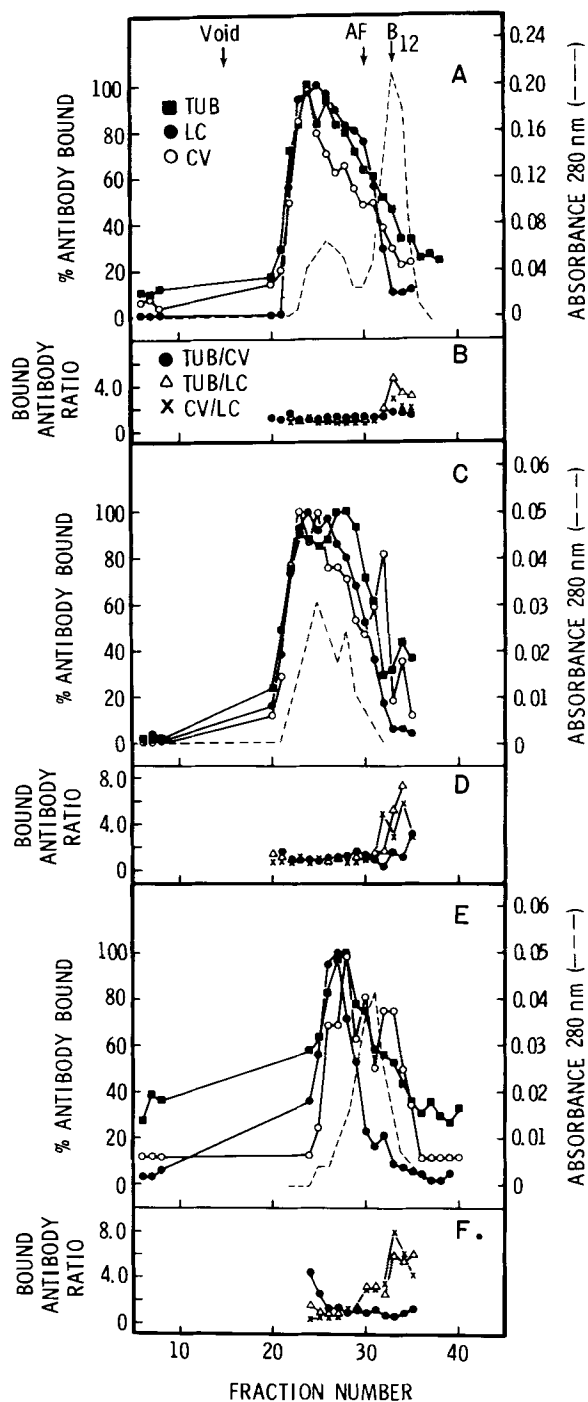 Void AF B12
A
100
80
60
40
20
0
% ANTIBODY BOUND
■ TUB
● LC
○ CV
0.24
0.20
0.16
0.12
0.08
0.04
0
ABSORBANCE 280 nm (---)
B
4.0
2.0
BOUND
ANTIBODY
RATIO
● TUB/CV
△ TUB/LC
x CV/LC
C
100
80
60
40
20
0
% ANTIBODY BOUND
0.06
0.05
0.04
0.03
0.02
0.01
0
ABSORBANCE 280 nm (---)
D
8.0
4.0
0.0
BOUND
ANTIBODY
RATIO
E
100
80
60
40
20
0
% ANTIBODY BOUND
0.06
0.05
0.04
0.03
0.02
0.01
0
ABSORBANCE 280 nm (---)
F.
8.0
4.0
0.0
BOUND
ANTIBODY
RATIO
10 20 30 40
FRACTION NUMBER